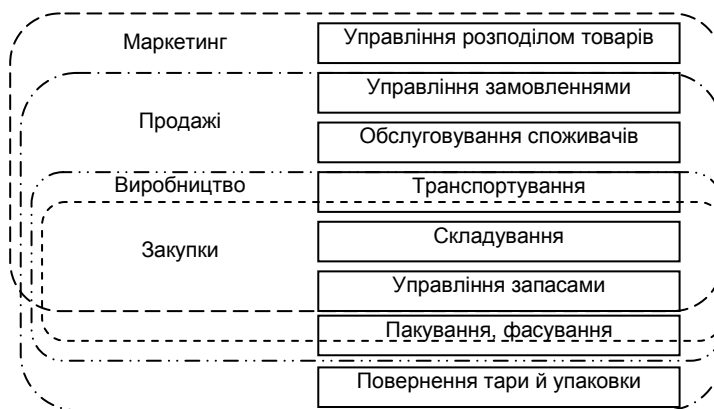 Маркетинг
Управління розподілом товарів
Управління замовленнями
Продажі
Обслуговування споживачів
Виробництво
Транспортування
Складування
Закупки
Управління запасами
Пакування, фасування
Повернення тари й упаковки